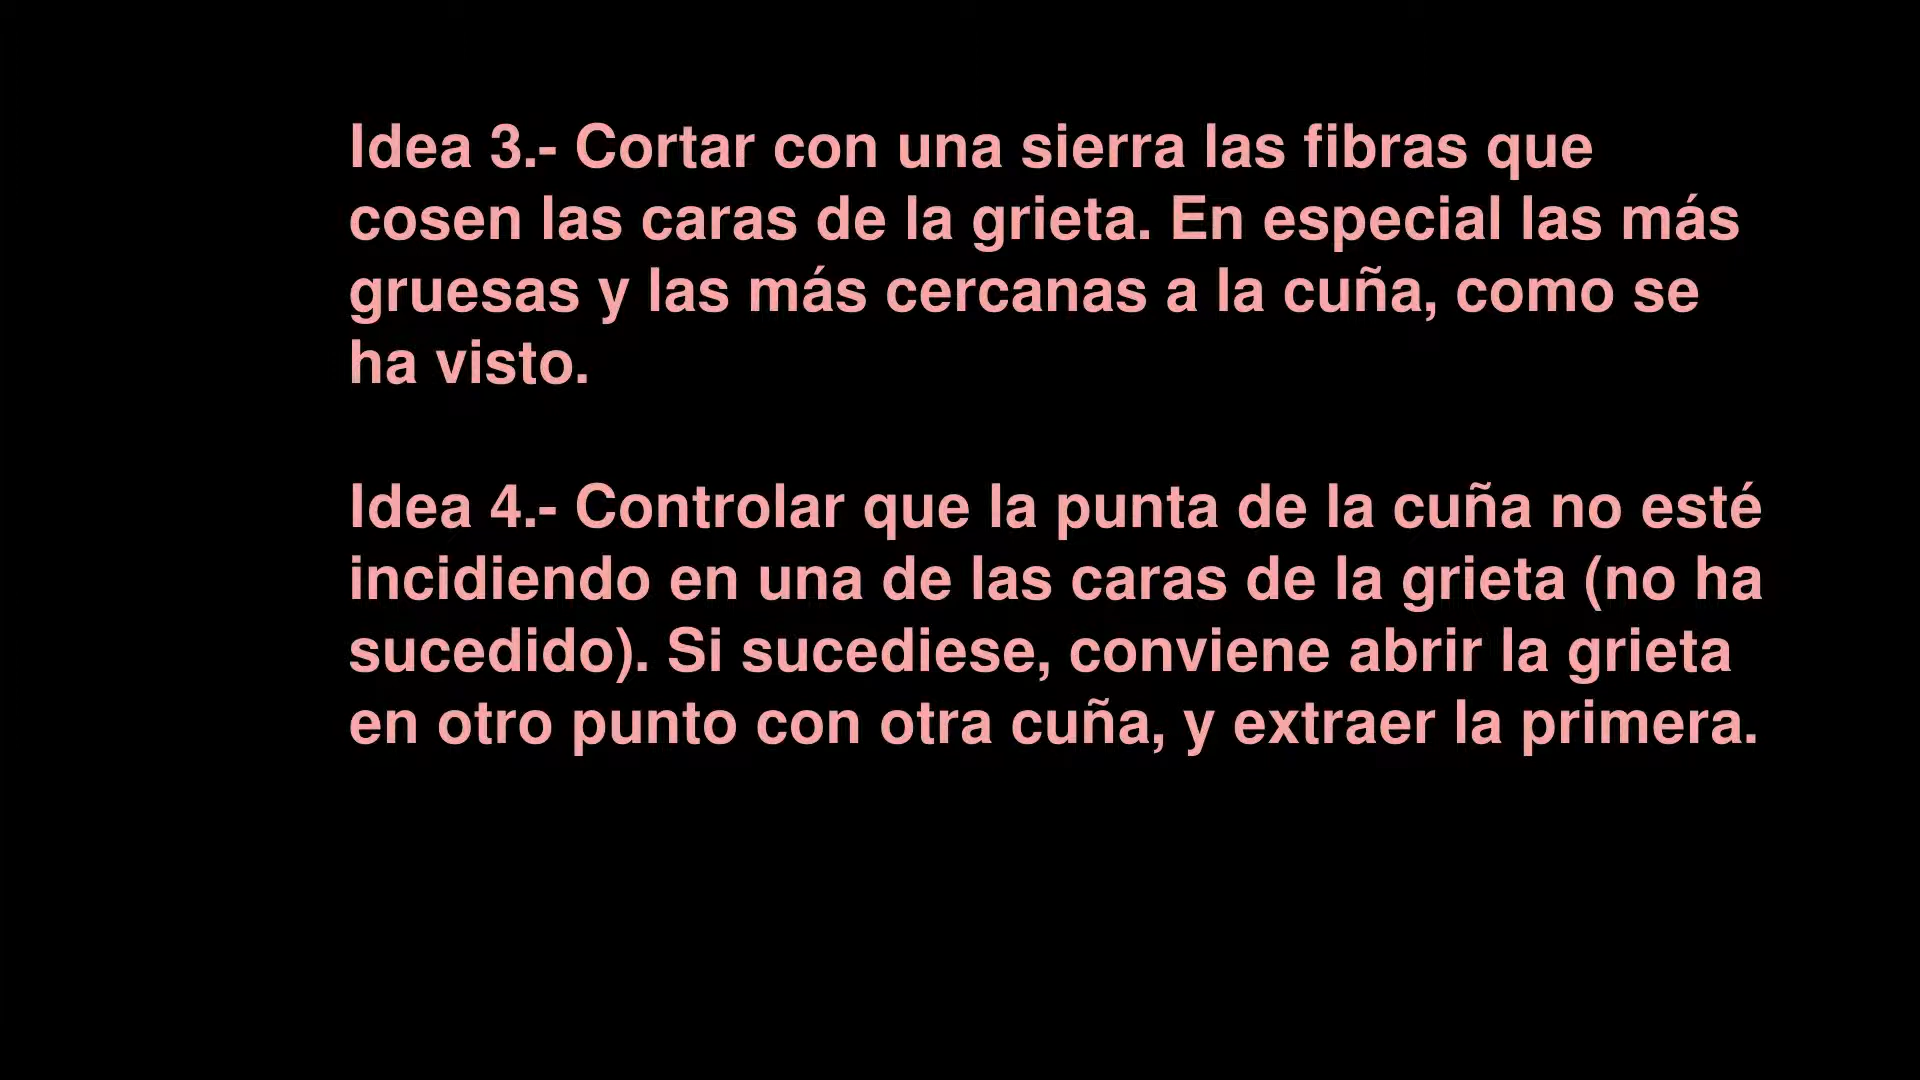 Idea 3.- Cortar con una sierra las fibras que
cosen las caras de la grieta. En especial las más
gruesas y las más cercanas a la cuña, como se
ha visto.
Idea 4.- Controlar que la punta de la cuña no esté
incidiendo en una de las caras de la grieta (no ha
sucedido). Si sucediese, conviene abrir la grieta
en otro punto con otra cuña, y extraer la primera.